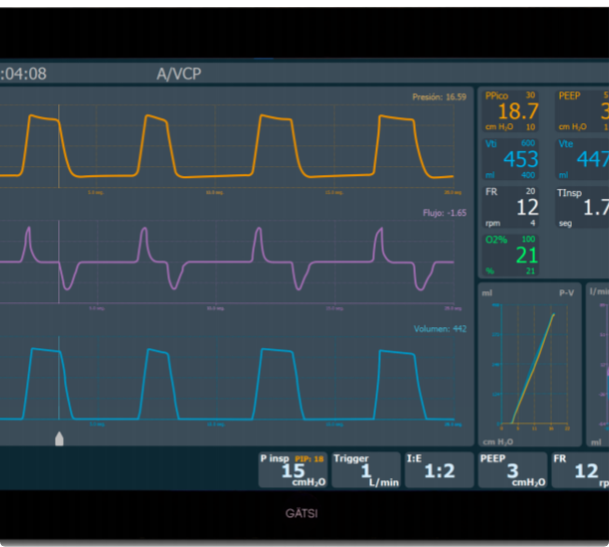 :04:08 A/VCP
Presión: 16.59
Flujo: -1.65
Volumen: 442
PPico 30
18.7
cm H₂O 10
PEEP 5
3
cm H₂O 1
Vti 600
453
ml 400
Vte
447
ml
FR 20
12
rpm 4
TInsp
1.7
seg
O2% 100
21
% 21
ml P-V
cm H₂O
l/mi
ml
P insp PIP: 18
15 cmH₂O
Trigger
1 L/min
I:E
1:2
PEEP
3 cmH₂O
FR
12 rp
GÄTSI